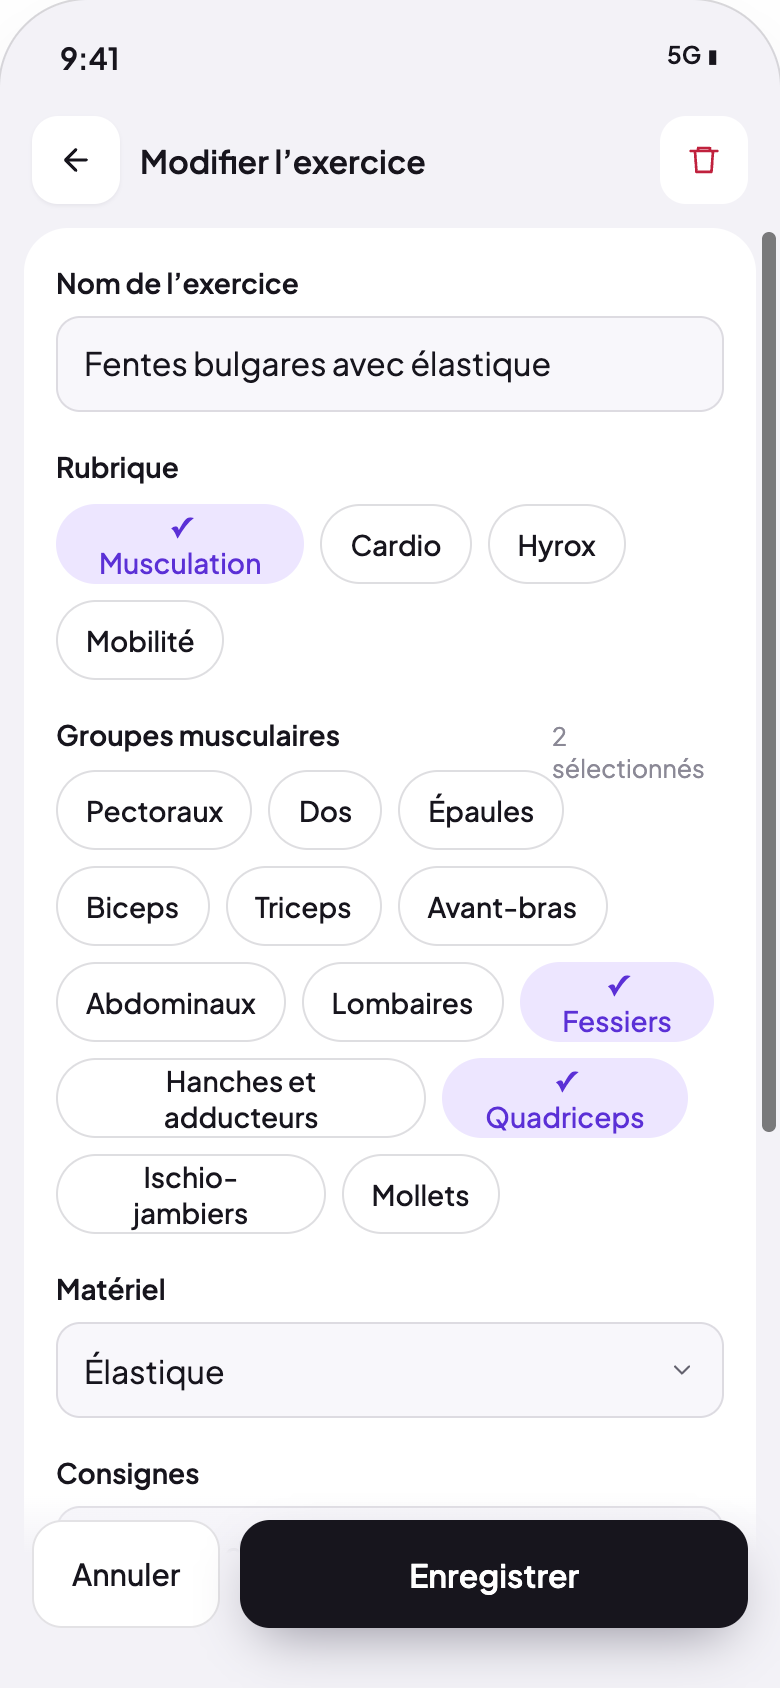 9:41
5G
Modifier l’exercice
Nom de l’exercice
Fentes bulgares avec élastique
Rubrique
✓
Musculation
Cardio
Hyrox
Mobilité
Groupes musculaires
2
sélectionnés
Pectoraux
Dos
Épaules
Biceps
Triceps
Avant-bras
Abdominaux
Lombaires
✓
Fessiers
Hanches et
adducteurs
✓
Quadriceps
Ischio-
jambiers
Mollets
Matériel
Élastique
Consignes
Annuler
Enregistrer